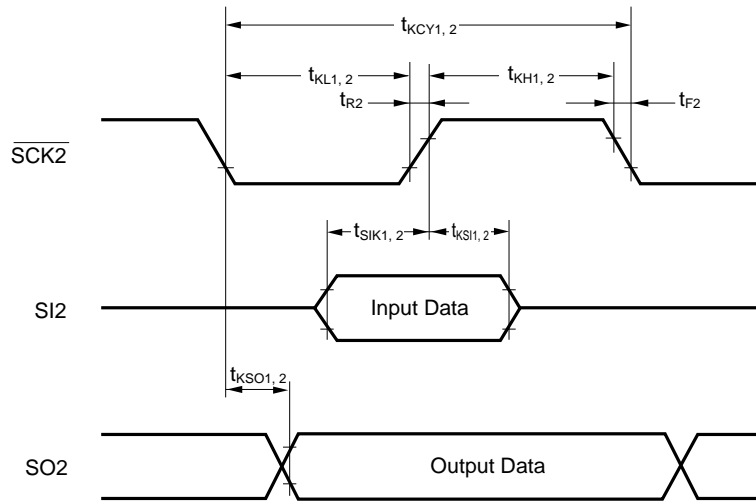 tKCY1, 2
tKL1, 2
tKH1, 2
tR2
tF2
SCK2
tSIK1, 2
tKSI1, 2
SI2
Input Data
tKSO1, 2
SO2
Output Data